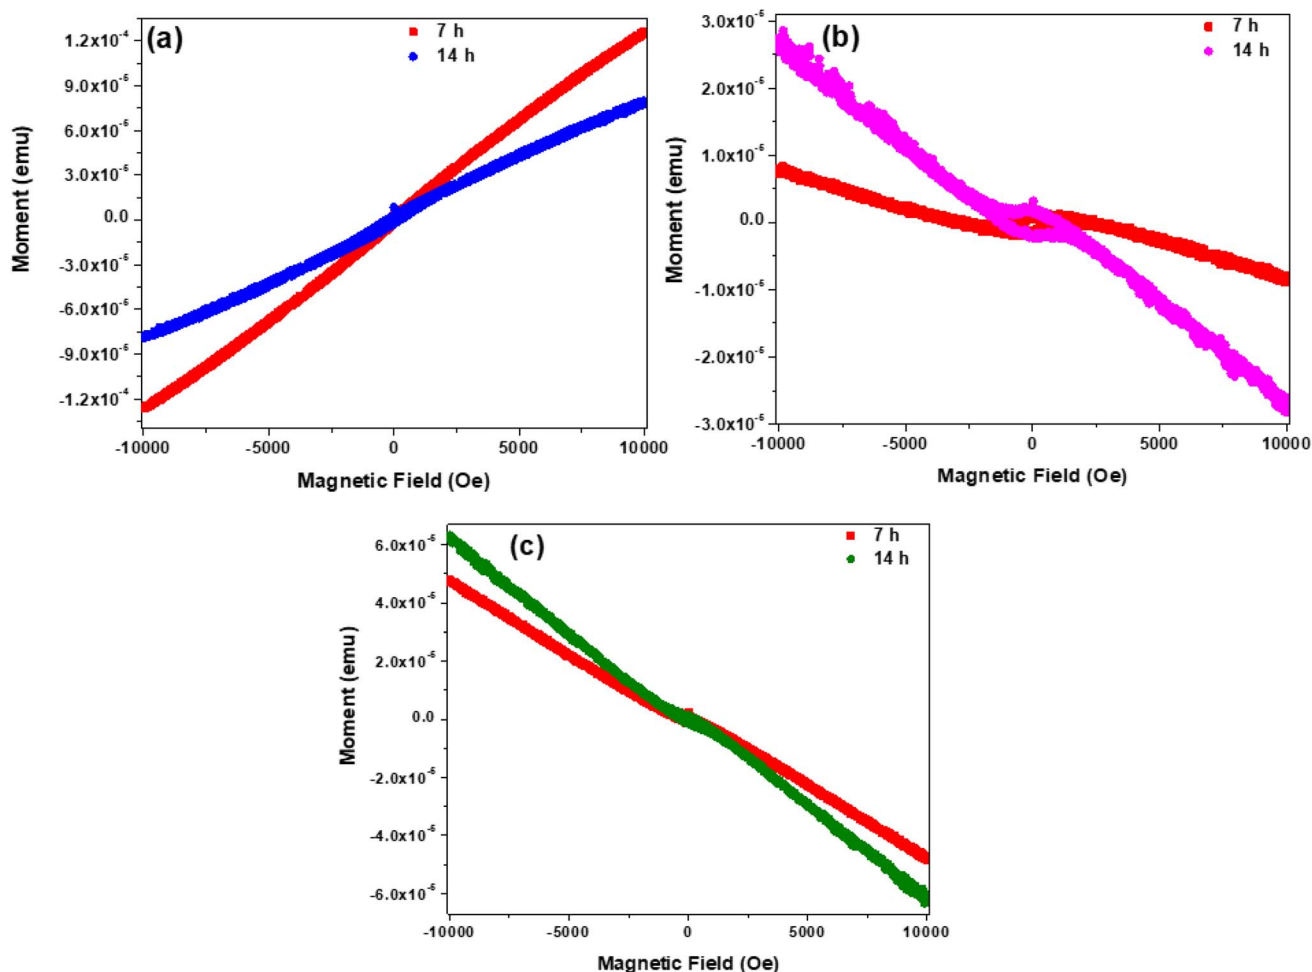 (a)
7 h
14 h
1.2x10⁻⁴
9.0x10⁻⁵
6.0x10⁻⁵
3.0x10⁻⁵
0.0
-3.0x10⁻⁵
-6.0x10⁻⁵
-9.0x10⁻⁵
-1.2x10⁻⁴
Moment (emu)
-10000 -5000 0 5000 10000
Magnetic Field (Oe)
(b)
7 h
14 h
3.0x10⁻⁵
2.0x10⁻⁵
1.0x10⁻⁵
0.0
-1.0x10⁻⁵
-2.0x10⁻⁵
-3.0x10⁻⁵
Moment (emu)
-10000 -5000 0 5000 10000
Magnetic Field (Oe)
(c)
7 h
14 h
6.0x10⁻⁵
4.0x10⁻⁵
2.0x10⁻⁵
0.0
-2.0x10⁻⁵
-4.0x10⁻⁵
-6.0x10⁻⁵
Moment (emu)
-10000 -5000 0 5000 10000
Magnetic Field (Oe)